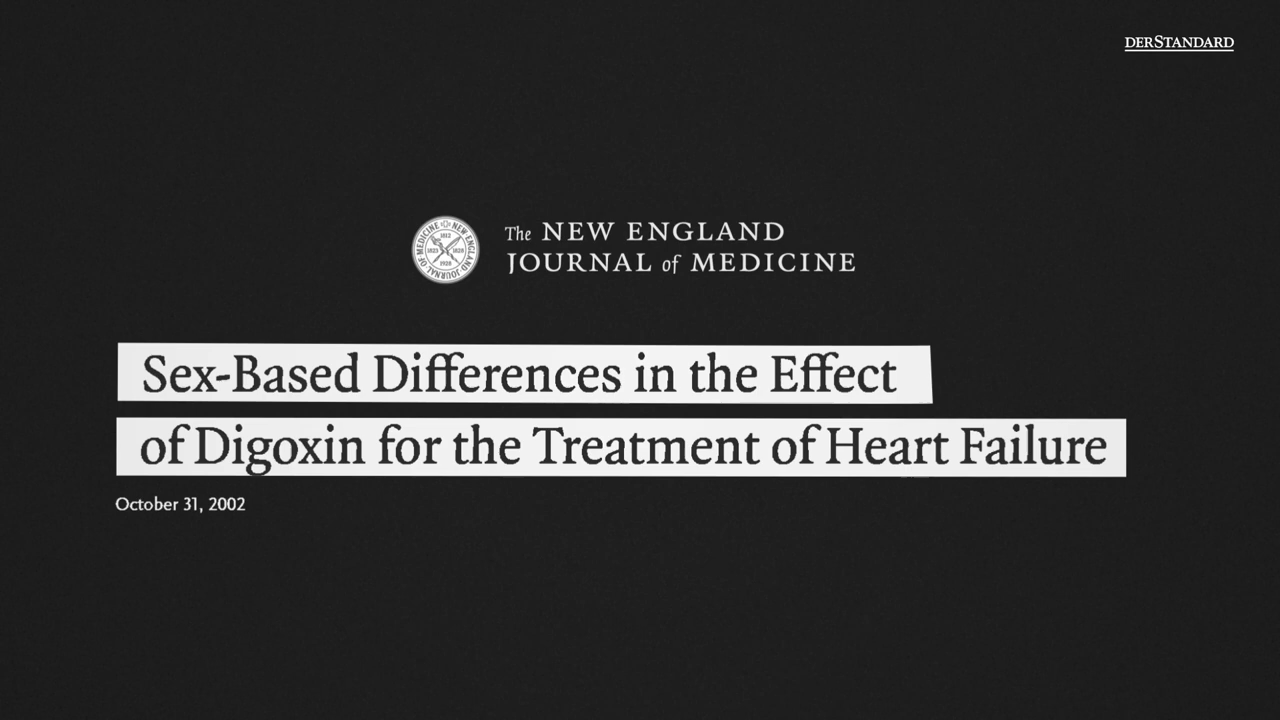 DERSTANDARD
The NEW ENGLAND
JOURNAL of MEDICINE
Sex-Based Differences in the Effect
of Digoxin for the Treatment of Heart Failure
October 31, 2002